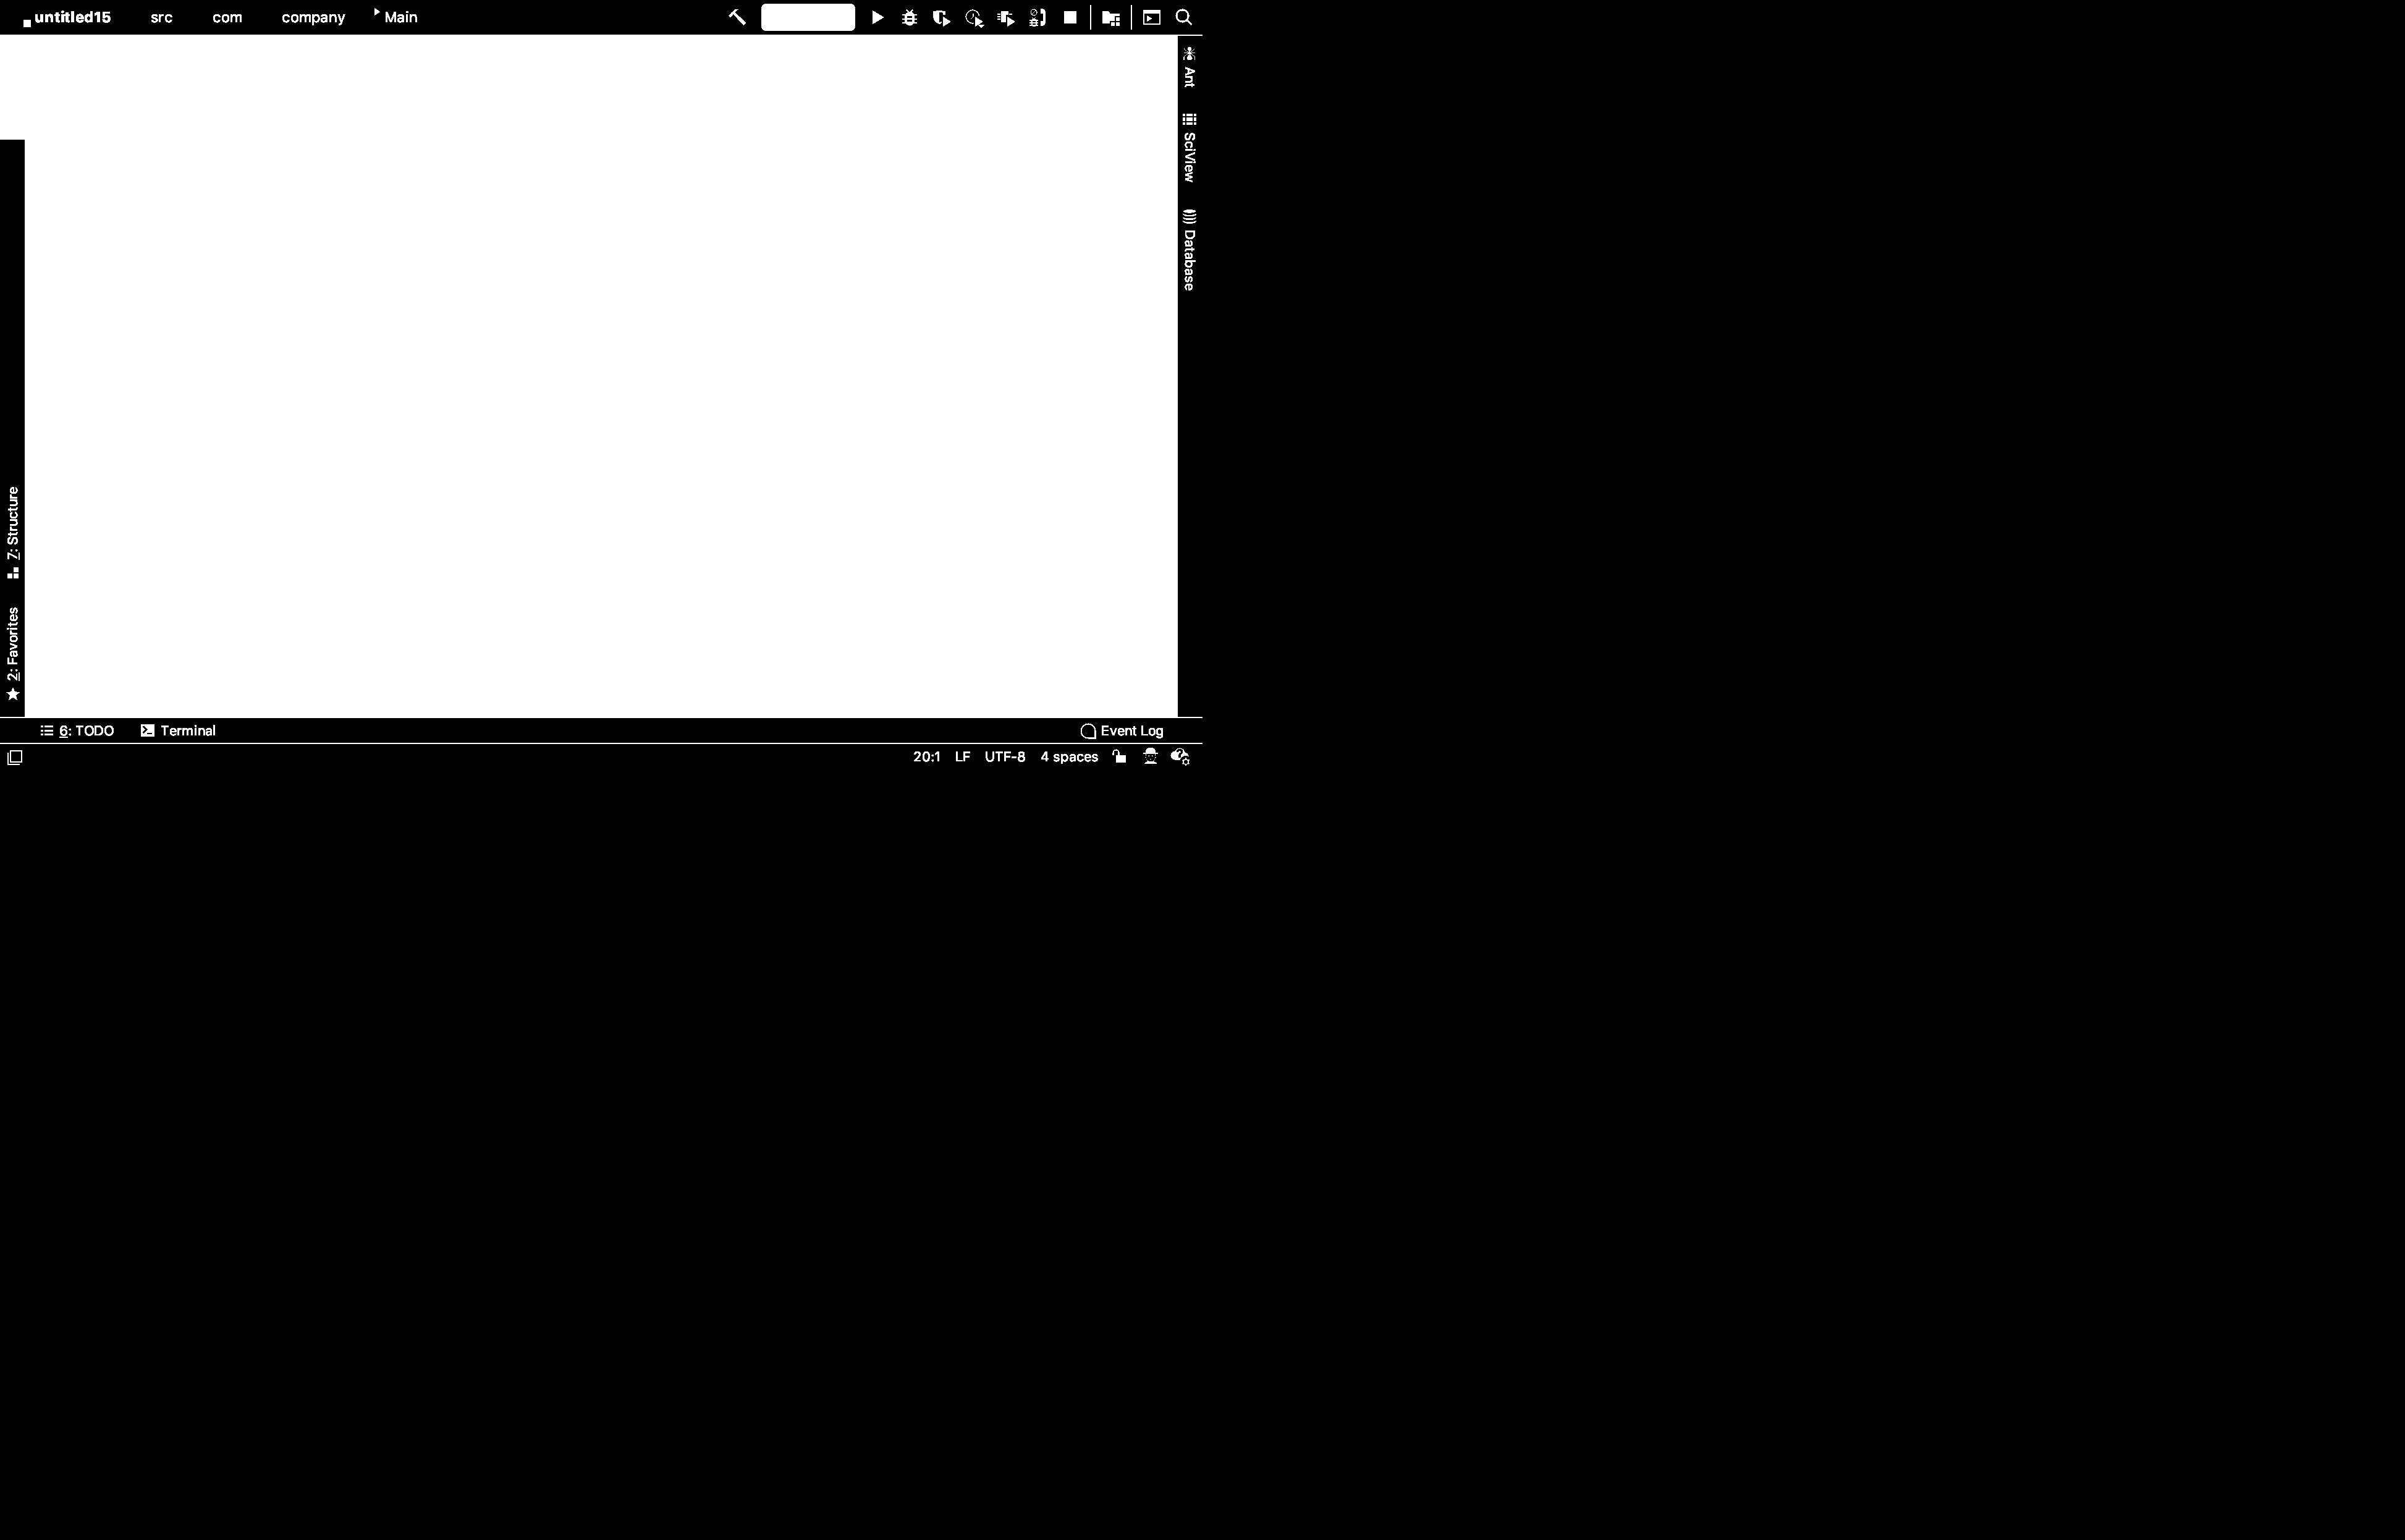 untitled15 src com company Main
Ant
SciView
Database
7: Structure
2: Favorites
6: TODO Terminal Event Log
20:1 LF UTF-8 4 spaces